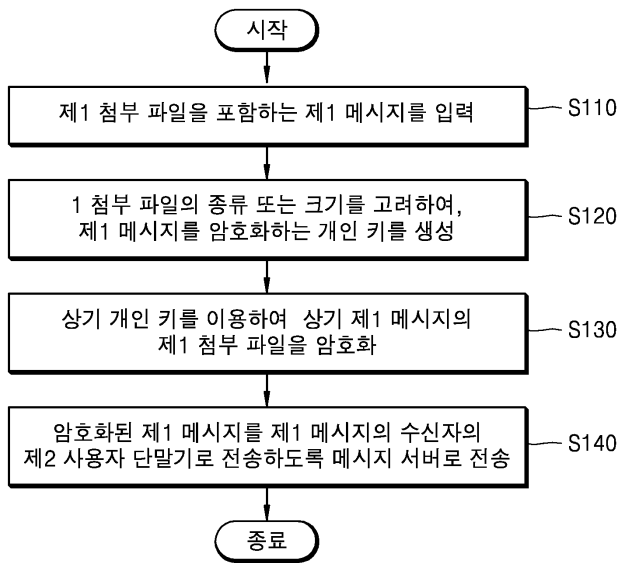 시작
제1 첨부 파일을 포함하는 제1 메시지를 입력
S110
1 첨부 파일의 종류 또는 크기를 고려하여,
제1 메시지를 암호화하는 개인 키를 생성
S120
상기 개인 키를 이용하여 상기 제1 메시지의
제1 첨부 파일을 암호화
S130
암호화된 제1 메시지를 제1 메시지의 수신자의
제2 사용자 단말기로 전송하도록 메시지 서버로 전송
S140
종료